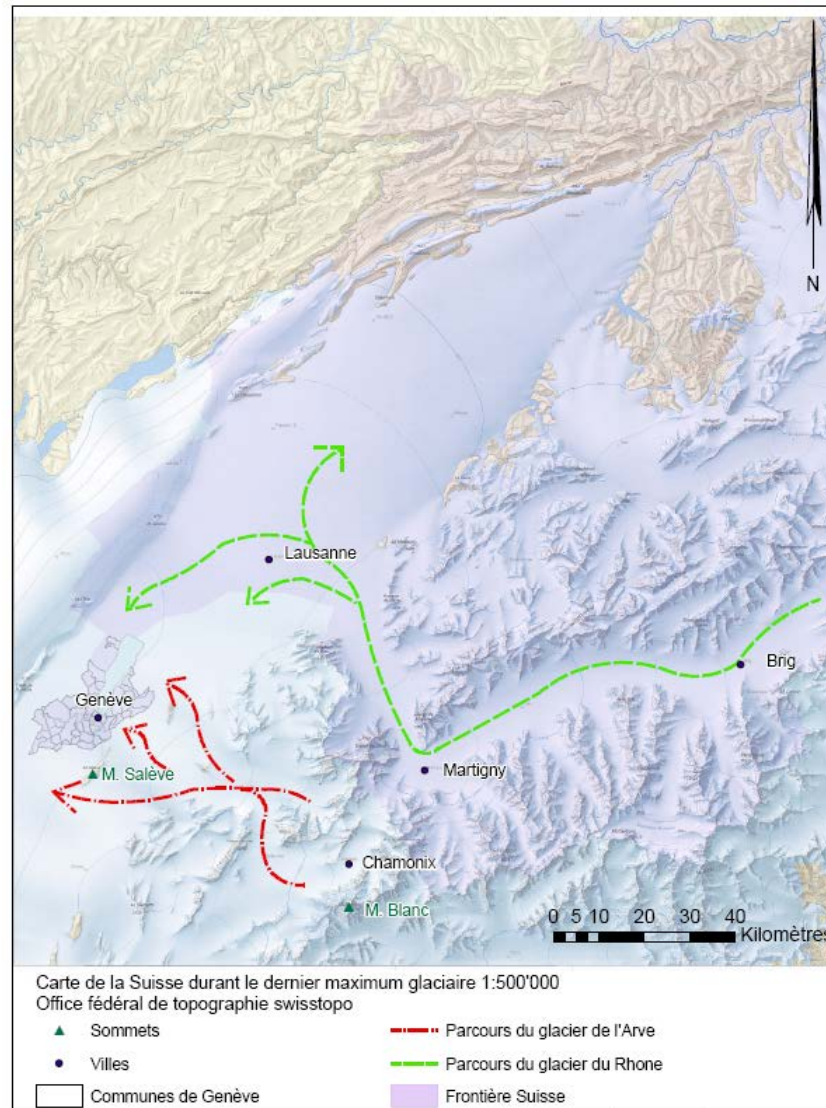 N
Lausanne
Brig
Genève
M. Salève
Martigny
Chamonix
M. Blanc
0 5 10 20 30 40
Kilomètres
Carte de la Suisse durant le dernier maximum glaciaire 1:500'000
Office fédéral de topographie swisstopo
Sommets
Parcours du glacier de l'Arve
Villes
Parcours du glacier du Rhone
Communes de Genève
Frontière Suisse